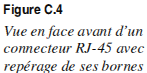 Figure C.4
Vue en face avant d'un
connecteur RJ-45 avec
repérage de ses bornes